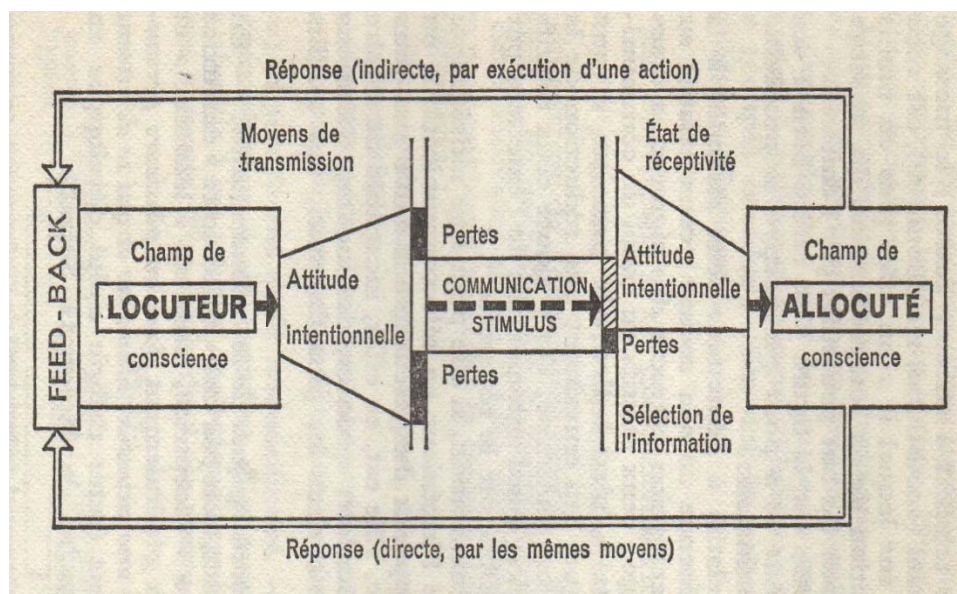 Réponse (indirecte, par exécution d'une action)
Moyens de
transmission
État de
réceptivité
FEED-BACK
Champ de
LOCUTEUR
conscience
Attitude
intentionnelle
Pertes
COMMUNICATION
STIMULUS
Pertes
Attitude
intentionnelle
Pertes
Sélection de
l'information
Champ de
ALLOCUTÉ
conscience
Réponse (directe, par les mêmes moyens)